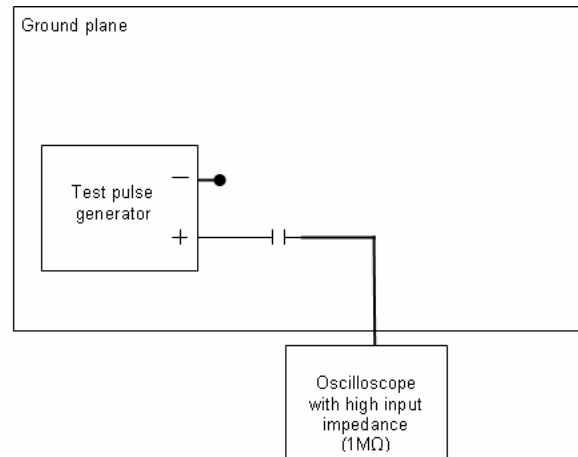 Ground plane
Test pulse
generator
−
+
Oscilloscope
with high input
impedance
(1MΩ)